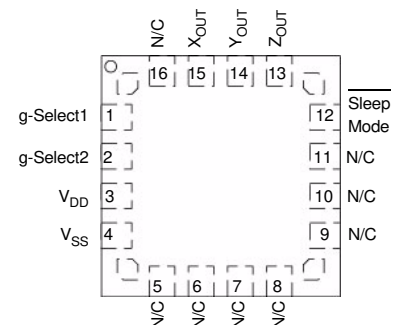 N/C
XOUT
YOUT
ZOUT
16 15 14 13
g-Select1 1
g-Select2 2
VDD 3
VSS 4
12 Sleep
Mode
11 N/C
10 N/C
9 N/C
5 6 7 8
N/C
N/C
N/C
N/C